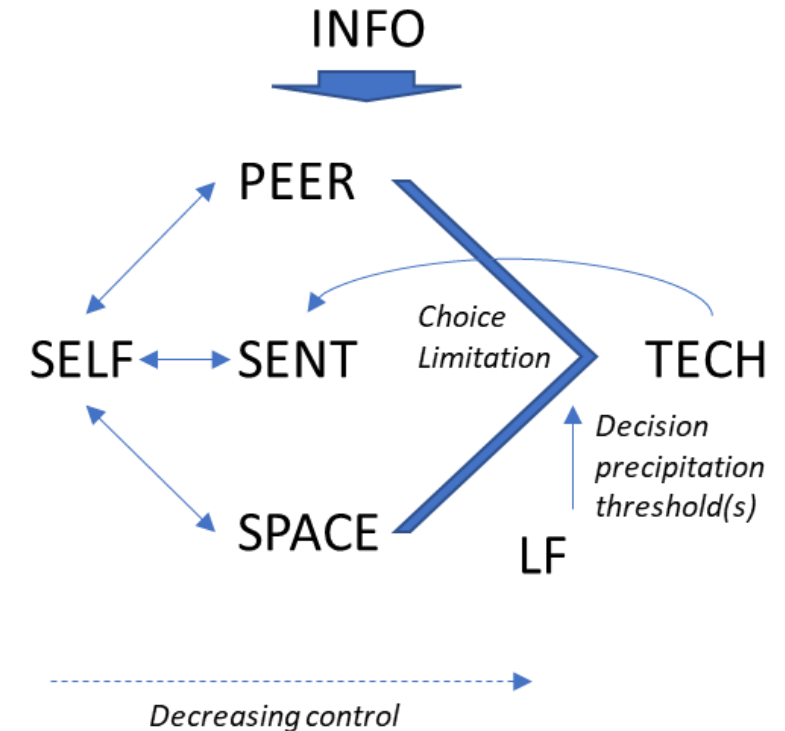 INFO
PEER
Choice
Limitation
SELF
SENT
TECH
Decision
precipitation
threshold(s)
SPACE
LF
Decreasing control